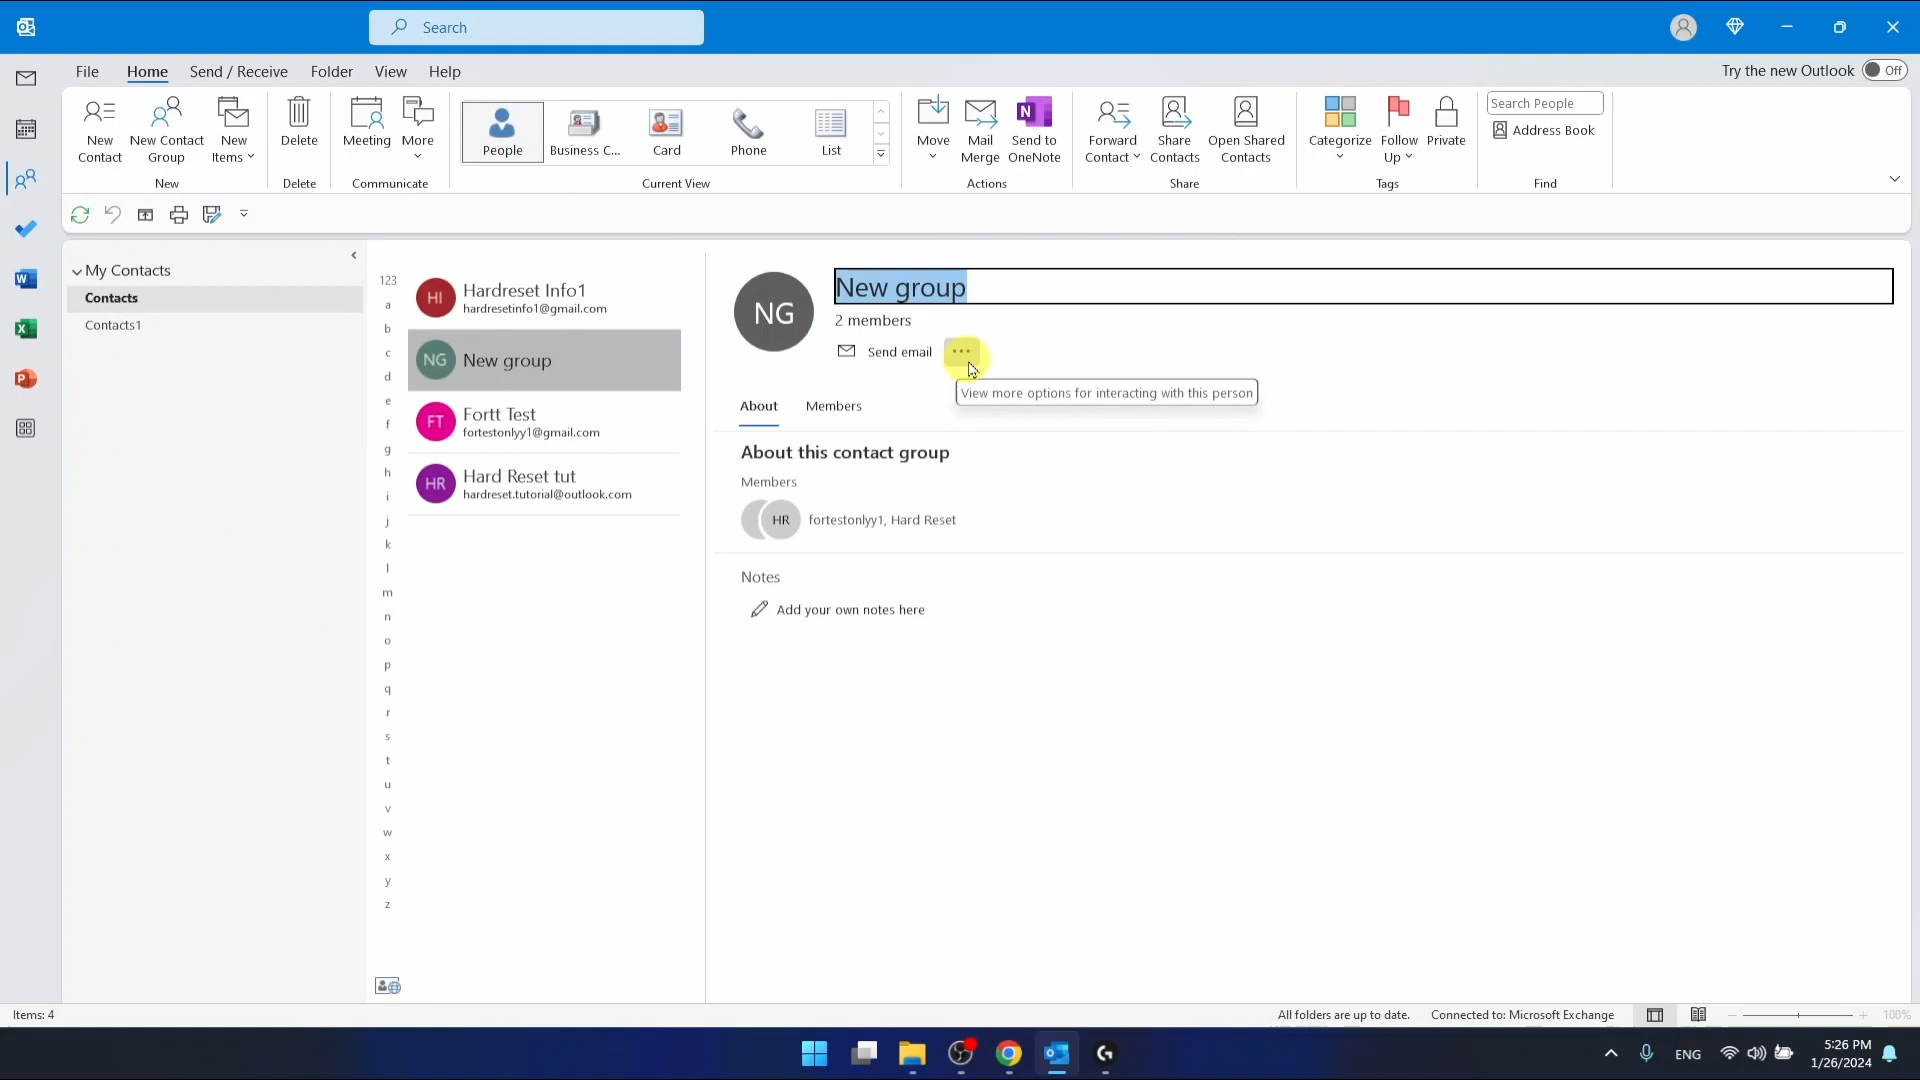 Search
File Home Send / Receive Folder View Help
Try the new Outlook Off
New Contact
New Contact Group
New Items
New
Delete
Delete
Meeting
More
Communicate
People
Business C...
Card
Phone
List
Current View
Move
Mail Merge
Send to OneNote
Actions
Forward Contact
Share Contacts
Open Shared Contacts
Share
Categorize
Follow Up
Private
Tags
Search People
Address Book
Find
My Contacts
Contacts
Contacts1
123
a
b
c
d
e
f
g
h
i
j
k
l
m
n
o
p
q
r
s
t
u
v
w
x
y
z
HI Hardreset Info1
hardresetinfo1@gmail.com
NG New group
FT Fortt Test
fortestonlyy1@gmail.com
HR Hard Reset tut
hardreset.tutorial@outlook.com
NG
New group
2 members
Send email
View more options for interacting with this person
About Members
About this contact group
Members
HR fortestonlyy1, Hard Reset
Notes
Add your own notes here
Items: 4
All folders are up to date.
Connected to: Microsoft Exchange
100%
ENG
5:26 PM
1/26/2024